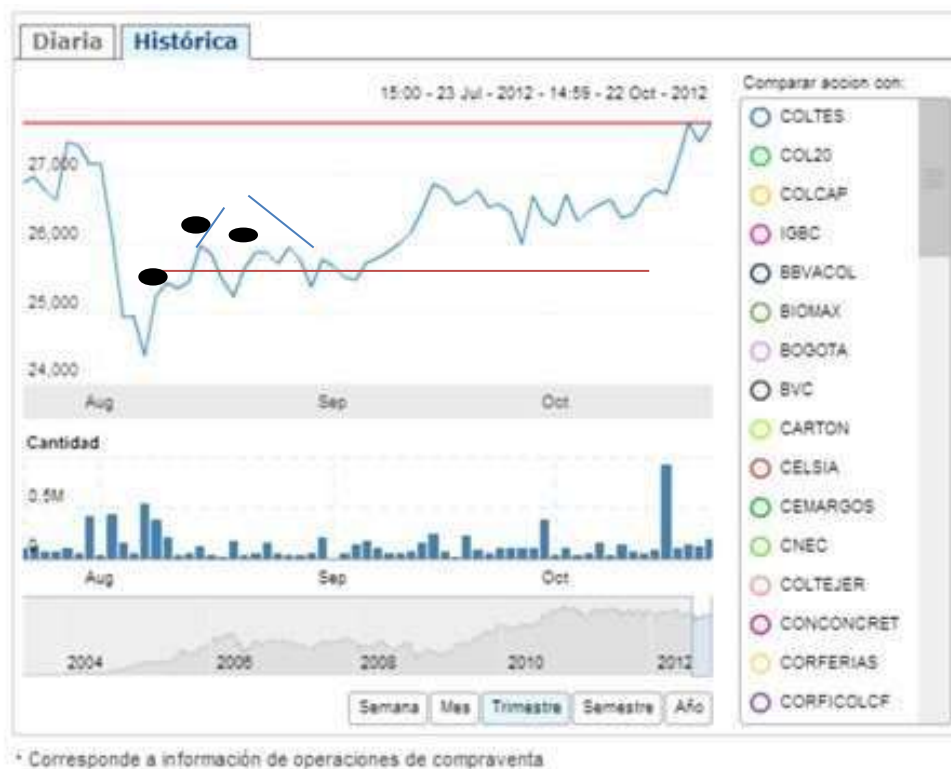 Diaria Histórica
15:00 - 23 Jul - 2012 - 14:59 - 22 Oct - 2012
27,000
26,000
25,000
24,000
Aug Sep Oct
Cantidad
0.5M
0
Aug Sep Oct
2004 2006 2008 2010 2012
Semana Mes Trimestre Semestre Año
Comparar accion con:
COLTES
COL20
COLCAP
IGBC
BBVACOL
BIOMAX
BOGOTA
BVC
CARTON
CELSIA
CEMARGOS
CNEC
COLTEJER
CONCONCRET
CORFERIAS
CORFICOLCF
* Corresponde a información de operaciones de compraventa